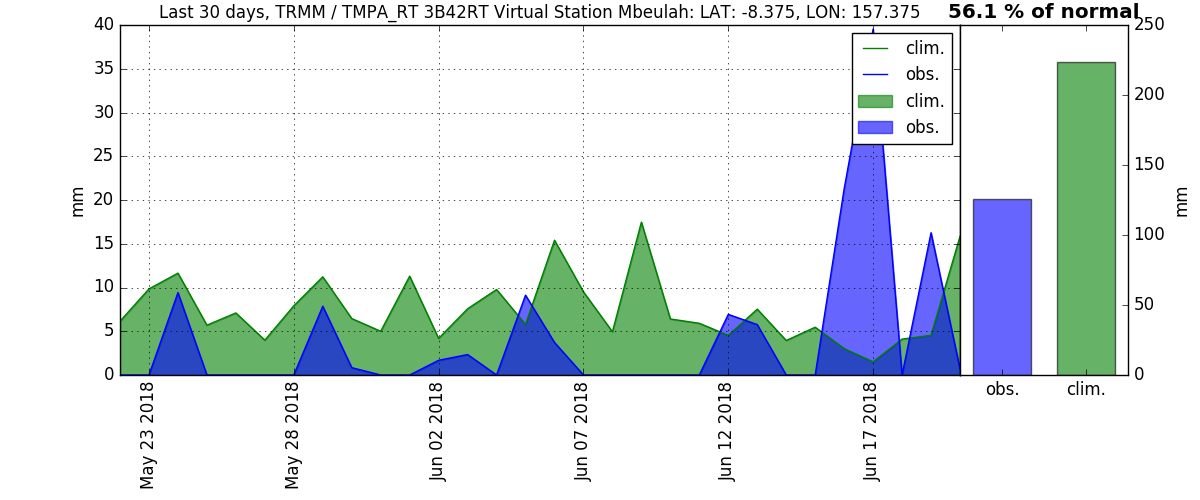 Last 30 days, TRMM / TMPA_RT 3B42RT Virtual Station Mbeulah: LAT: -8.375, LON: 157.375
56.1 % of normal
40
35
30
25
20
15
10
5
0
mm
clim.
obs.
clim.
obs.
May 23 2018
May 28 2018
Jun 02 2018
Jun 07 2018
Jun 12 2018
Jun 17 2018
250
200
150
100
50
0
mm
obs.
clim.